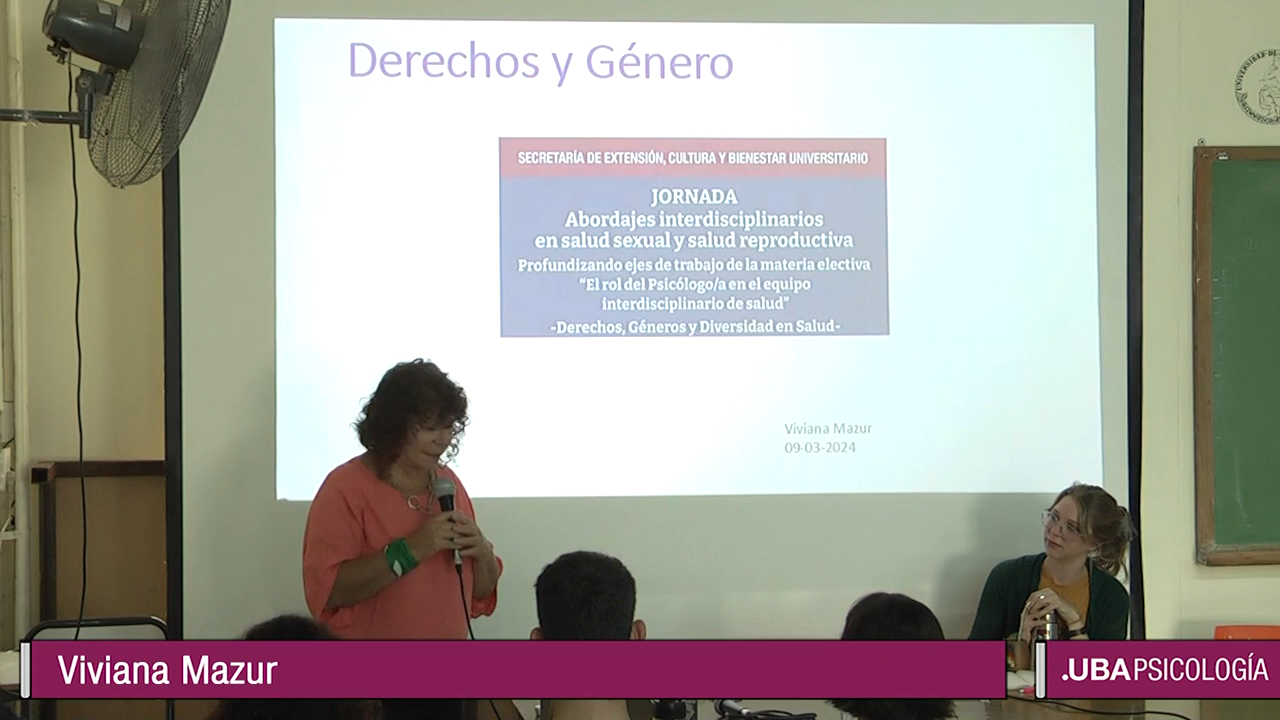 Derechos y Género
SECRETARÍA DE EXTENSIÓN, CULTURA Y BIENESTAR UNIVERSITARIO
JORNADA
Abordajes interdisciplinarios
en salud sexual y salud reproductiva
Profundizando ejes de trabajo de la materia electiva
“El rol del Psicólogo/a en el equipo
interdisciplinario de salud”
-Derechos, Géneros y Diversidad en Salud-
Viviana Mazur
09-03-2024
Viviana Mazur
.UBAPSICOLOGÍA